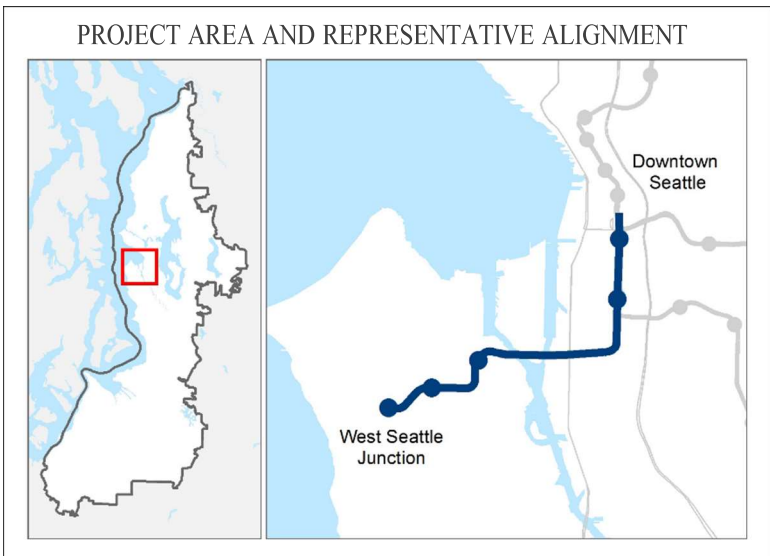 PROJECT AREA AND REPRESENTATIVE ALIGNMENT
Downtown
Seattle
West Seattle
Junction